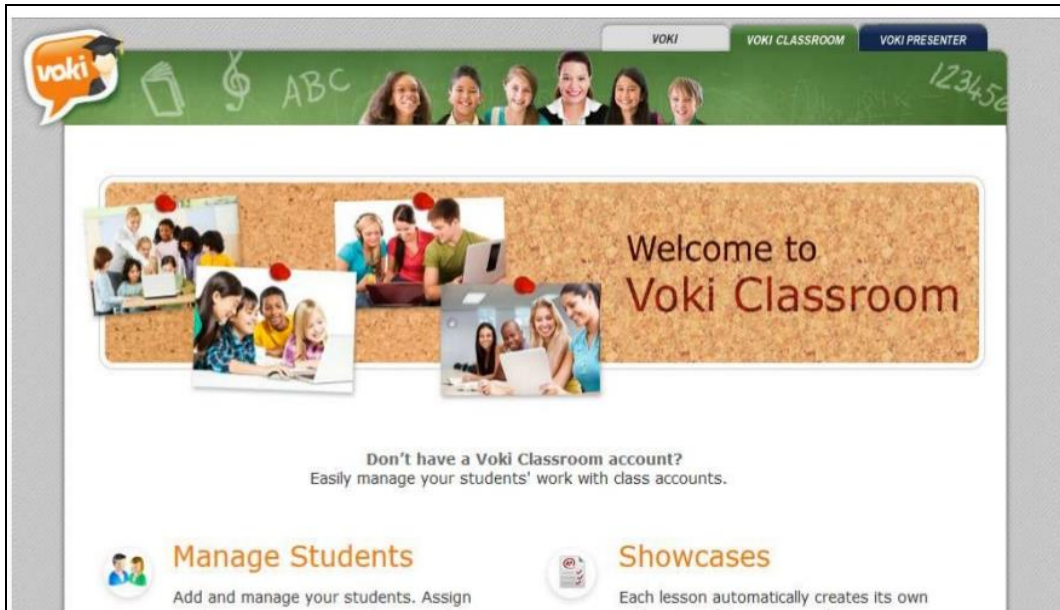 voki
VOKI
VOKI CLASSROOM
VOKI PRESENTER
ABC
123456
Welcome to
Voki Classroom
Don't have a Voki Classroom account?
Easily manage your students' work with class accounts.
Manage Students
Showcases
Add and manage your students. Assign
Each lesson automatically creates its own